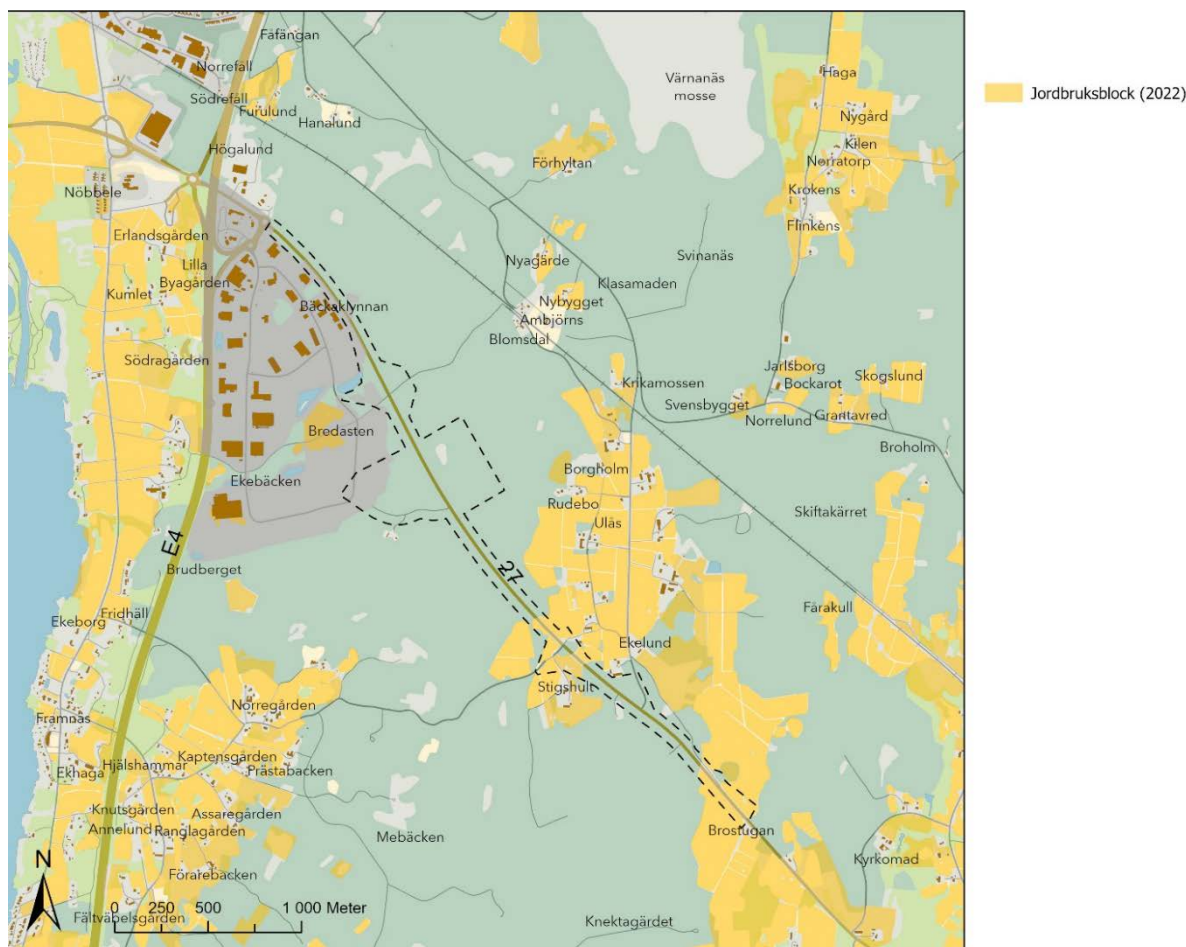 Fåfängan
Norrefall
Södrefall
Furulund
Hanalund
Högalund
Värnanäs
mosse
Haga
Nygård
Kilen
Norratorp
Krokens
Flinkens
Jordbruksblock (2022)
Förhyltan
Nöbbele
Erlandsgården
Lilla
Byagården
Kumlet
Bäckaklynnan
Nyagärde
Svinanäs
Klasamaden
Nybygget
Ambjörns
Blomsdal
Södragården
Krikamossen
Jarlsborg
Bockarot
Skogslund
Svensbygget
Norrelund
Grantavred
Broholm
Bredasten
Ekebäcken
Borgholm
Rudebo
Ulås
Skiftakärret
E4
27
Brudberget
Fårakull
Fridhäll
Ekeborg
Ekelund
Stigshult
Norregården
Framnäs
Kaptensgården
Hjälshammar
Prästabacken
Ekhaga
Knutsgården
Assaregården
Annelund
Ranglagården
Mebäcken
Brostugan
Kyrkomad
Förarebacken
Fältväbelsgården
Knektagärdet
N
0 250 500 1 000 Meter